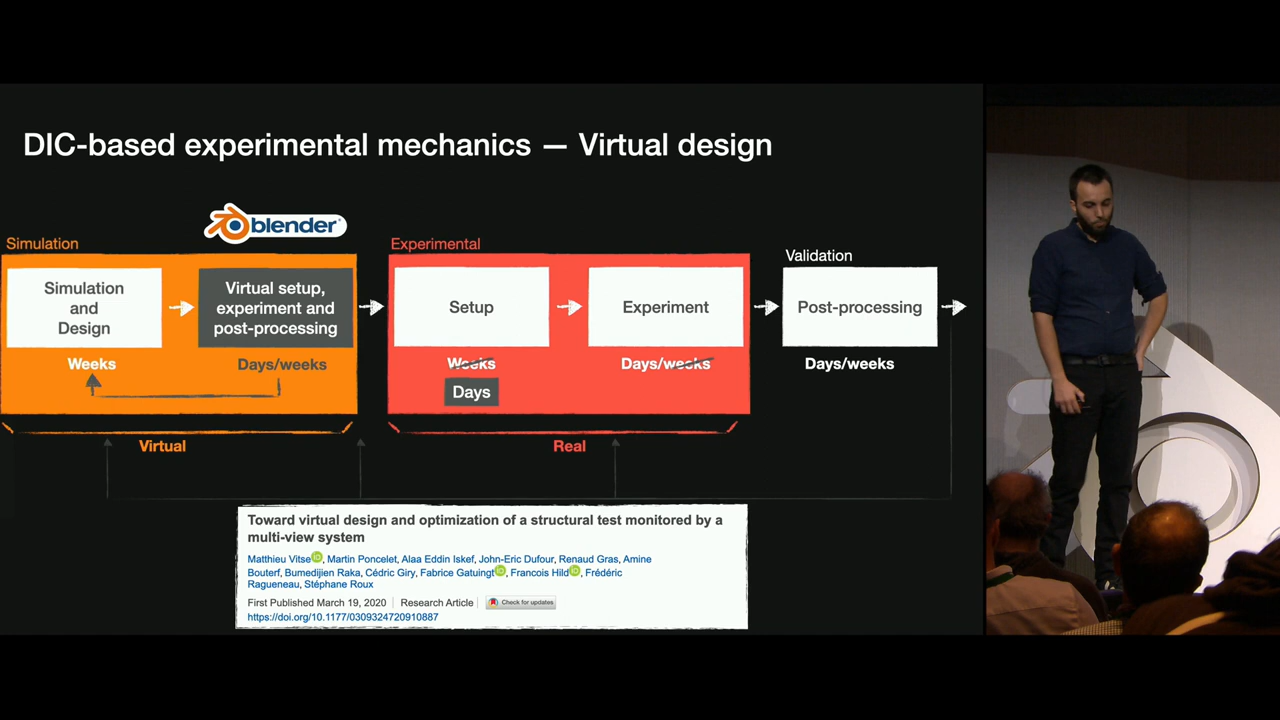 DIC-based experimental mechanics — Virtual design
blender
Simulation
Experimental
Validation
Simulation
and
Design
Virtual setup,
experiment and
post-processing
Setup
Experiment
Post-processing
Weeks
Days/weeks
Weeks
Days/weeks
Days/weeks
Days
Virtual
Real
Toward virtual design and optimization of a structural test monitored by a
multi-view system
Matthieu Vitse iD, Martin Poncelet, Alaa Eddin Iskef, John-Eric Dufour, Renaud Gras, Amine
Bouterf, Bumedijien Raka, Cédric Giry, Fabrice Gatuingt iD, Francois Hild iD, Frédéric
Ragueneau, Stéphane Roux
First Published March 19, 2020 | Research Article | Check for updates
https://doi.org/10.1177/0309324720910887